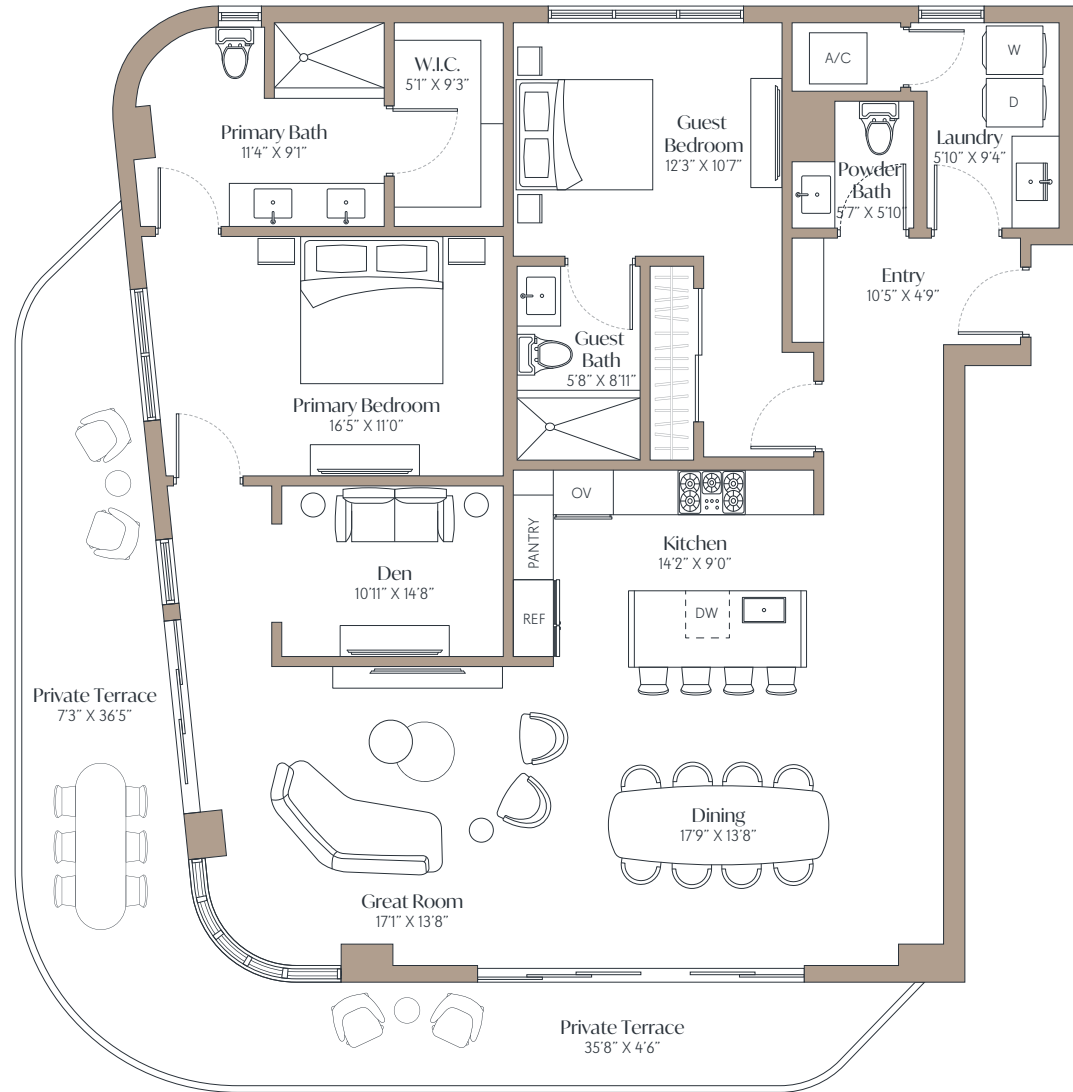 W.I.C.
5'1” X 9'3”
A/C
W
D
Primary Bath
11'4” X 9'1”
Guest
Bedroom
12'3” X 10'7”
Laundry
5'10” X 9'4”
Powder
Bath
5'7” X 5'10”
Entry
10'5” X 4'9”
Guest
Bath
5'8” X 8'11”
Primary Bedroom
16'5” X 11'0”
OV
PANTRY
REF
Kitchen
14'2” X 9'0”
DW
Den
10'11” X 14'8”
Private Terrace
7'3” X 36'5”
Dining
17'9” X 13'8”
Great Room
17'1” X 13'8”
Private Terrace
35'8” X 4'6”